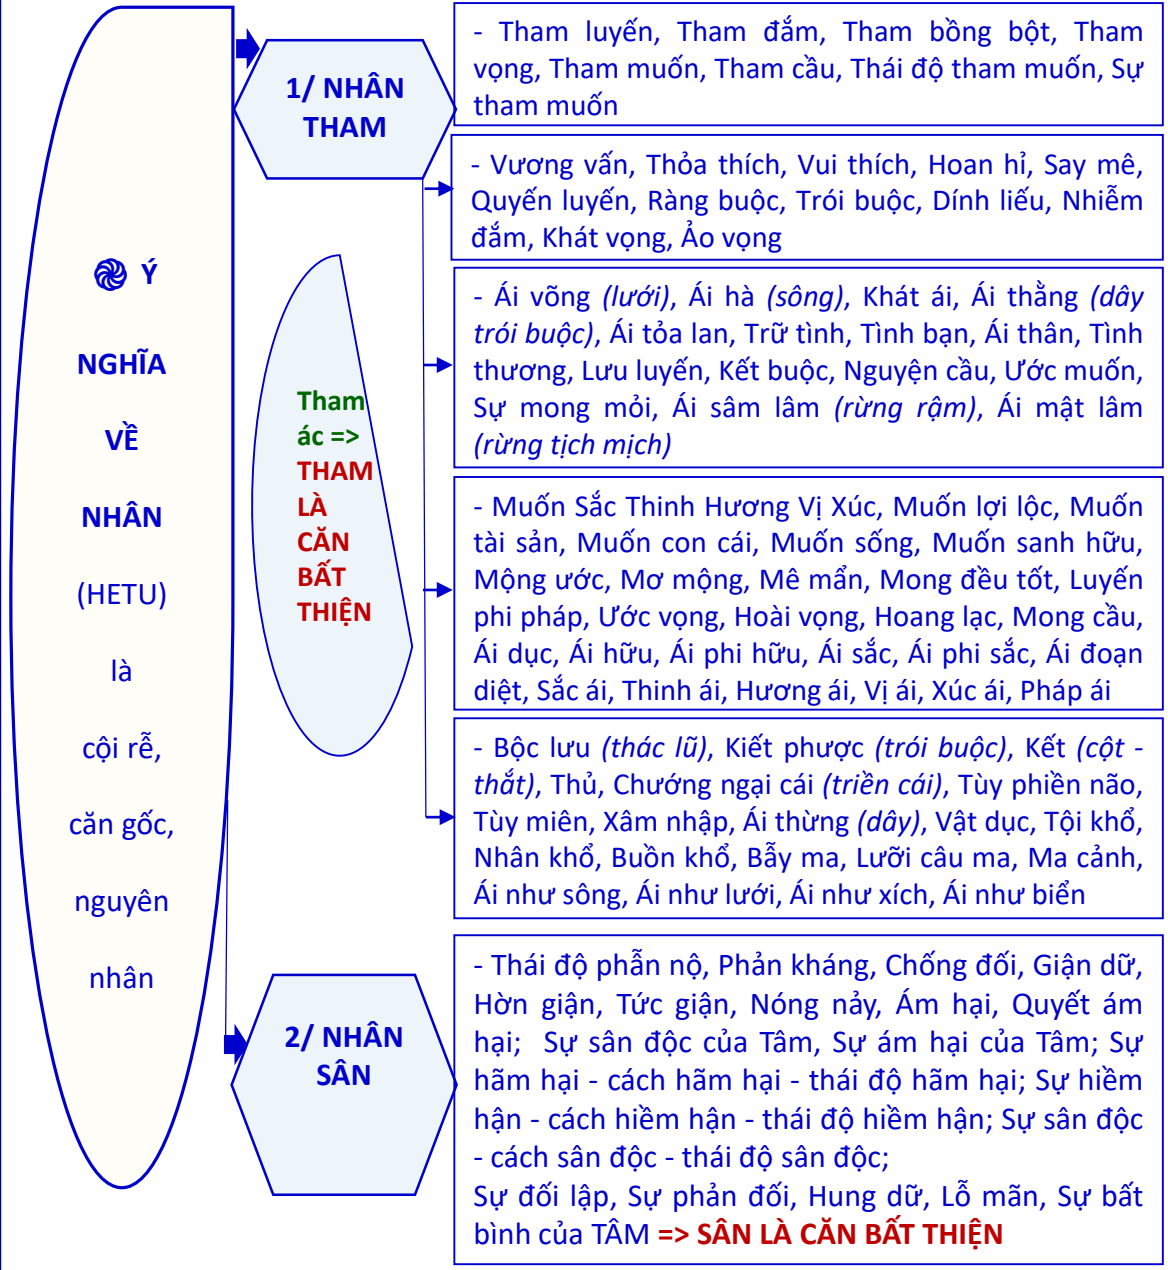 Ý
NGHĨA
VỀ
NHÂN
(HETU)
là
cội rễ,
căn gốc,
nguyên
nhân
1/ NHÂN
THAM
- Tham luyến, Tham đắm, Tham bồng bột, Tham
vọng, Tham muốn, Tham cầu, Thái độ tham muốn, Sự
tham muốn
- Vương vấn, Thỏa thích, Vui thích, Hoan hỉ, Say mê,
Quyến luyến, Ràng buộc, Trói buộc, Dính liếu, Nhiễm
đắm, Khát vọng, Ảo vọng
- Ái võng (lưới), Ái hà (sông), Khát ái, Ái thằng (dây
trói buộc), Ái tỏa lan, Trữ tình, Tình bạn, Ái thân, Tình
thương, Lưu luyến, Kết buộc, Nguyện cầu, Ước muốn,
Sự mong mỏi, Ái sâm lâm (rừng rậm), Ái mật lâm
(rừng tịch mịch)
- Muốn Sắc Thinh Hương Vị Xúc, Muốn lợi lộc, Muốn
tài sản, Muốn con cái, Muốn sống, Muốn sanh hữu,
Mộng ước, Mơ mộng, Mê mẩn, Mong đều tốt, Luyến
phi pháp, Ước vọng, Hoài vọng, Hoang lạc, Mong cầu,
Ái dục, Ái hữu, Ái phi hữu, Ái sắc, Ái phi sắc, Ái đoạn
diệt, Sắc ái, Thinh ái, Hương ái, Vị ái, Xúc ái, Pháp ái
- Bộc lưu (thác lũ), Kiết phược (trói buộc), Kết (cột -
thắt), Thủ, Chướng ngại cái (triền cái), Tùy phiền não,
Tùy miên, Xâm nhập, Ái thừng (dây), Vật dục, Tội khổ,
Nhân khổ, Buồn khổ, Bẫy ma, Lưỡi câu ma, Ma cảnh,
Ái như sông, Ái như lưới, Ái như xích, Ái như biển
Tham
ác =>
THAM
LÀ
CĂN
BẤT
THIỆN
2/ NHÂN
SÂN
- Thái độ phẫn nộ, Phản kháng, Chống đối, Giận dữ,
Hờn giận, Tức giận, Nóng nảy, Ám hại, Quyết ám
hại; Sự sân độc của Tâm, Sự ám hại của Tâm; Sự
hãm hại - cách hãm hại - thái độ hãm hại; Sự hiềm
hận - cách hiềm hận - thái độ hiềm hận; Sự sân độc
- cách sân độc - thái độ sân độc;
Sự đối lập, Sự phản đối, Hung dữ, Lỗ mãn, Sự bất
bình của TÂM => SÂN LÀ CĂN BẤT THIỆN